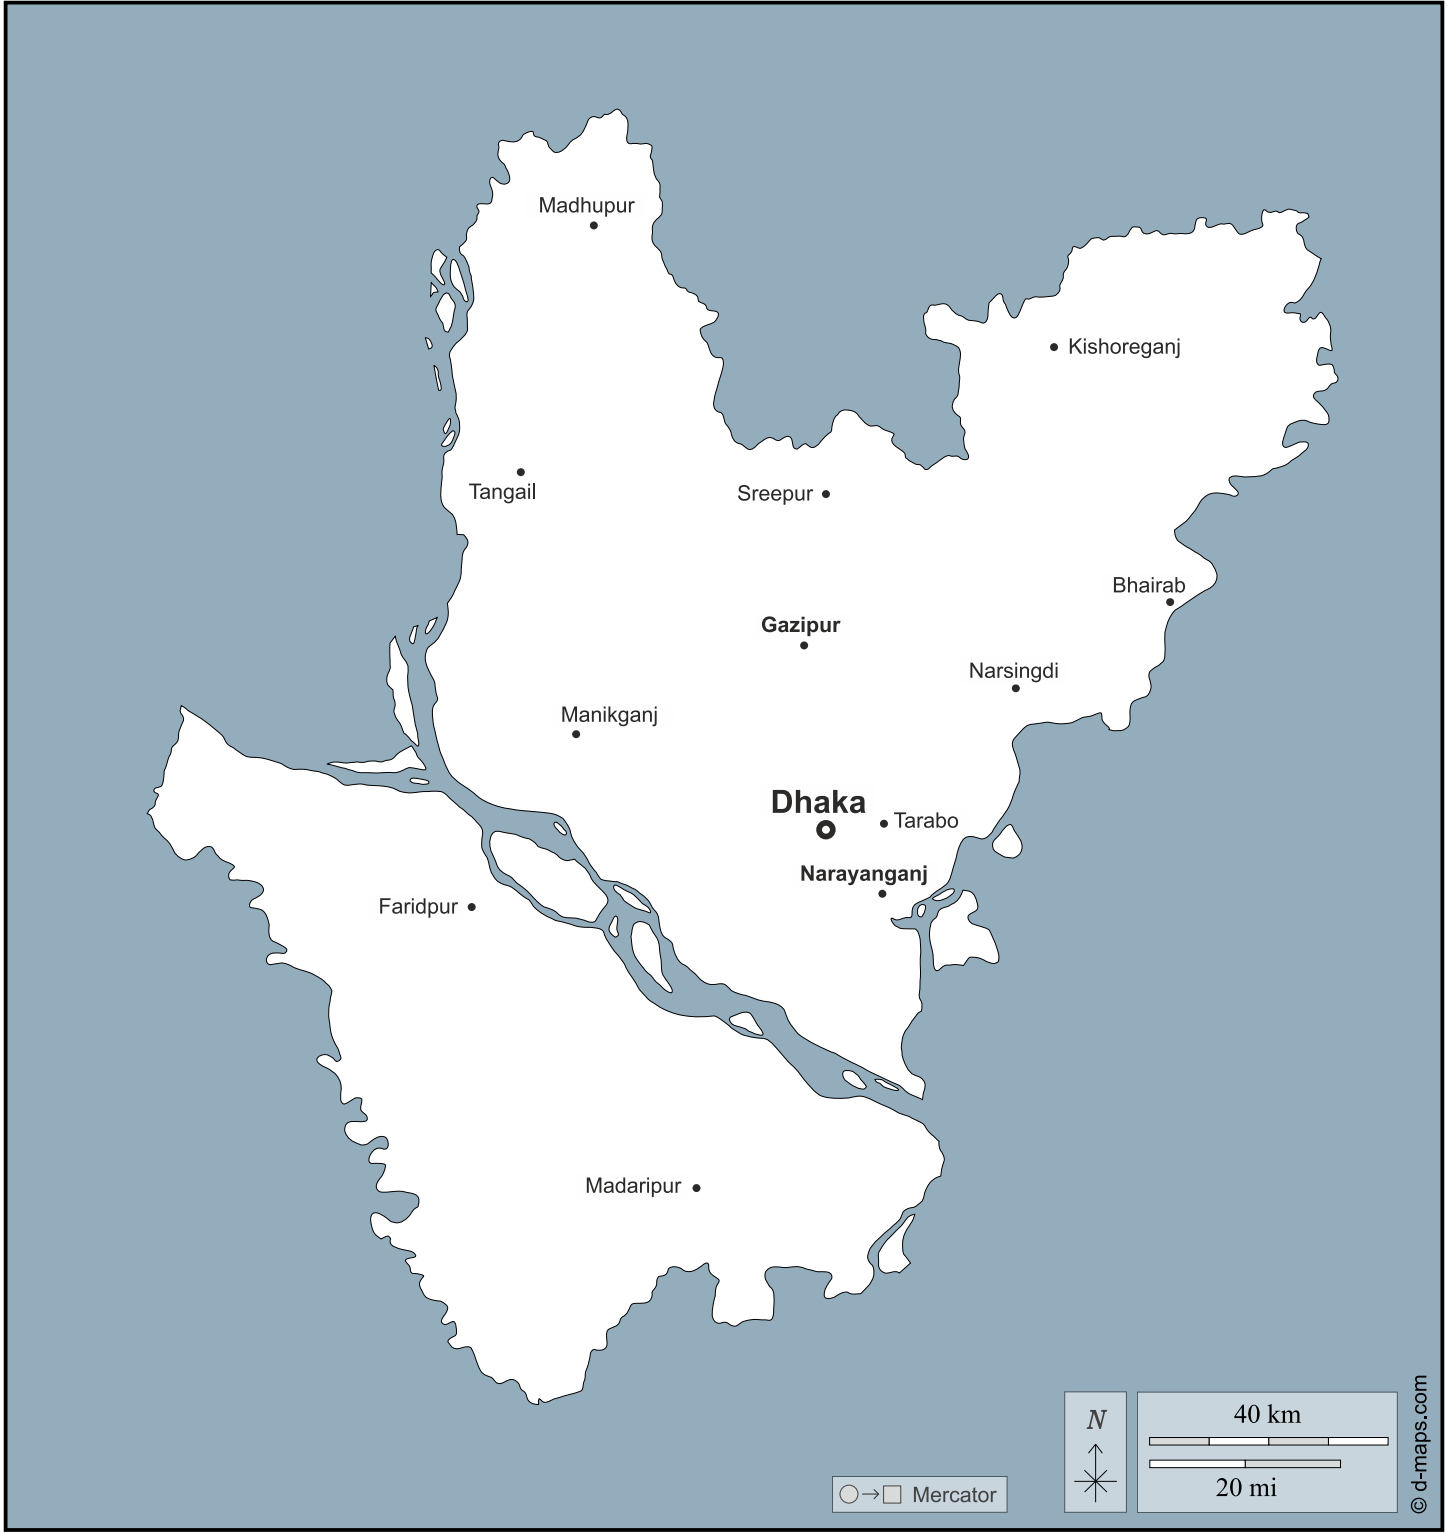 Madhupur
Kishoreganj
Tangail
Sreepur
Bhairab
Gazipur
Narsingdi
Manikganj
Dhaka
Tarabo
Narayanganj
Faridpur
Madaripur
N
40 km
20 mi
Mercator
© d-maps.com